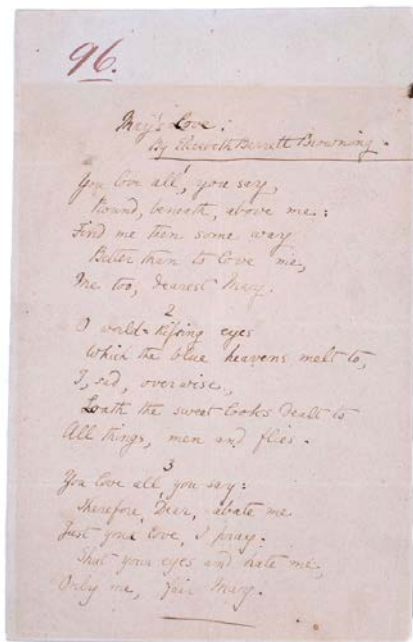 96.
May's Love.
By Elizabeth Barrett Browning.
You love all, you say,
Round, beneath, above me:
Find me then some way
Better than to love me,
Me too, dearest May.
2
O world-kissing eyes
Which the blue heavens melt to,
I, sad, overwise,
Loath the sweet looks dealt to
All things, men and flies.
3
You love all you say:
Therefore, Dear, abate me
Just your love, I pray.
Shut your eyes and hate me,
Only me, fair May.